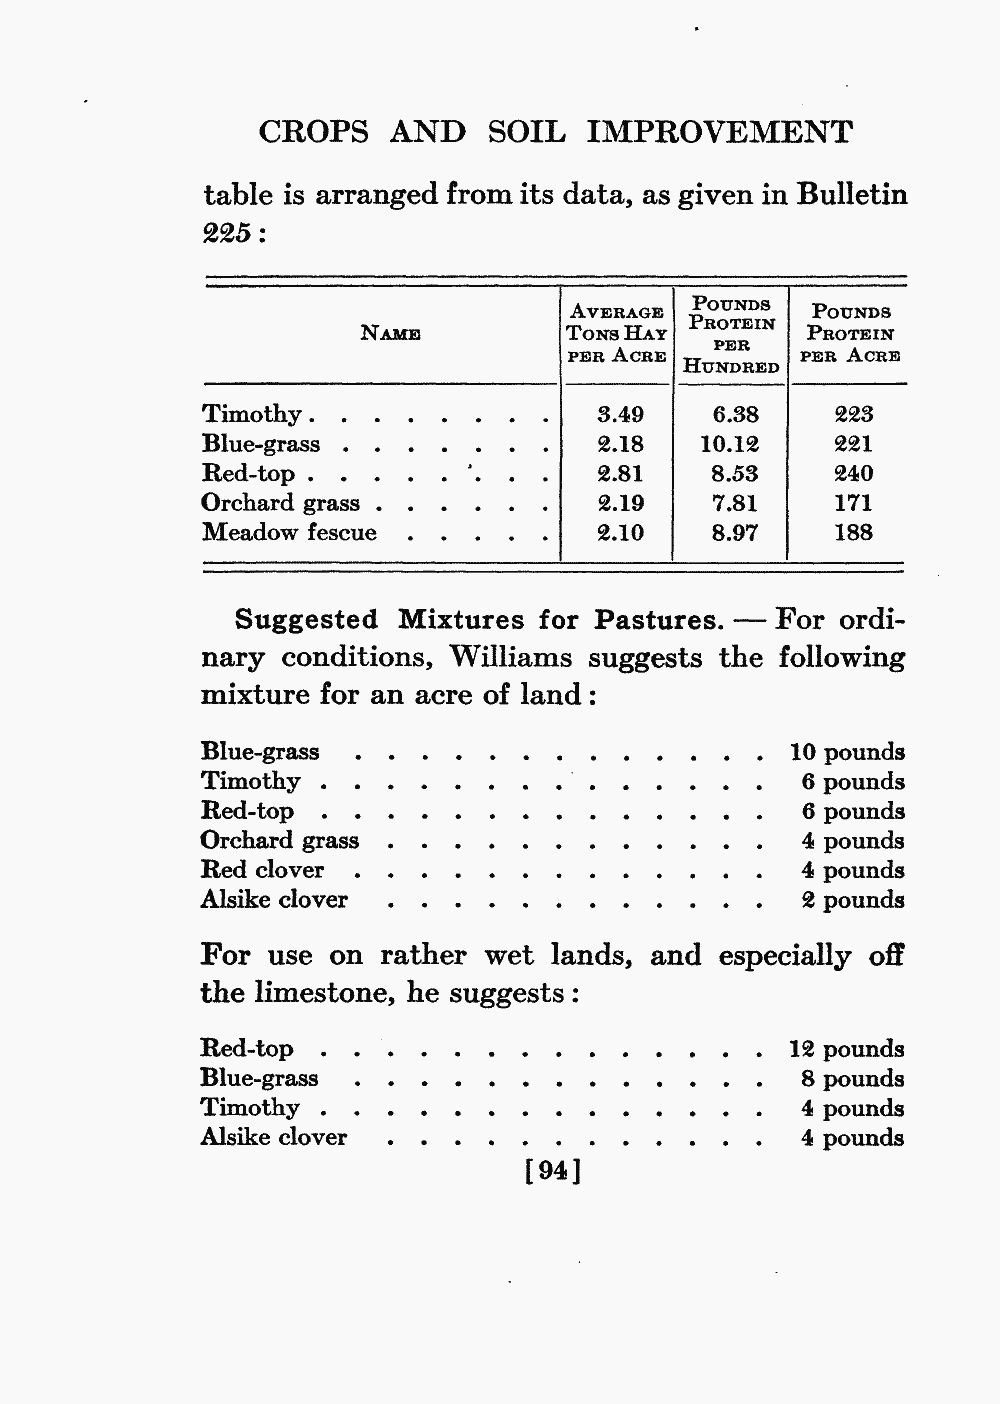 CROPS AND SOIL IMPROVEMENT
table is arranged from its data, as given in Bulletin
225 :
Name
Average Tons Hay per Acre
Pounds Protein per Hundred
Pounds Protein per Acre
Timothy . . . . . . . . 3.49 6.38 223
Blue-grass . . . . . . . 2.18 10.12 221
Red-top . . . . . . . . 2.81 8.53 240
Orchard grass . . . . . . 2.19 7.81 171
Meadow fescue . . . . . 2.10 8.97 188
Suggested Mixtures for Pastures. — For ordi-
nary conditions, Williams suggests the following
mixture for an acre of land :
Blue-grass . . . . . . . . . . . . . 10 pounds
Timothy . . . . . . . . . . . . . . 6 pounds
Red-top . . . . . . . . . . . . . . 6 pounds
Orchard grass . . . . . . . . . . . . 4 pounds
Red clover . . . . . . . . . . . . . 4 pounds
Alsike clover . . . . . . . . . . . . 2 pounds
For use on rather wet lands, and especially off
the limestone, he suggests :
Red-top . . . . . . . . . . . . . . 12 pounds
Blue-grass . . . . . . . . . . . . . 8 pounds
Timothy . . . . . . . . . . . . . . 4 pounds
Alsike clover . . . . . . . . . . . . 4 pounds
[94]